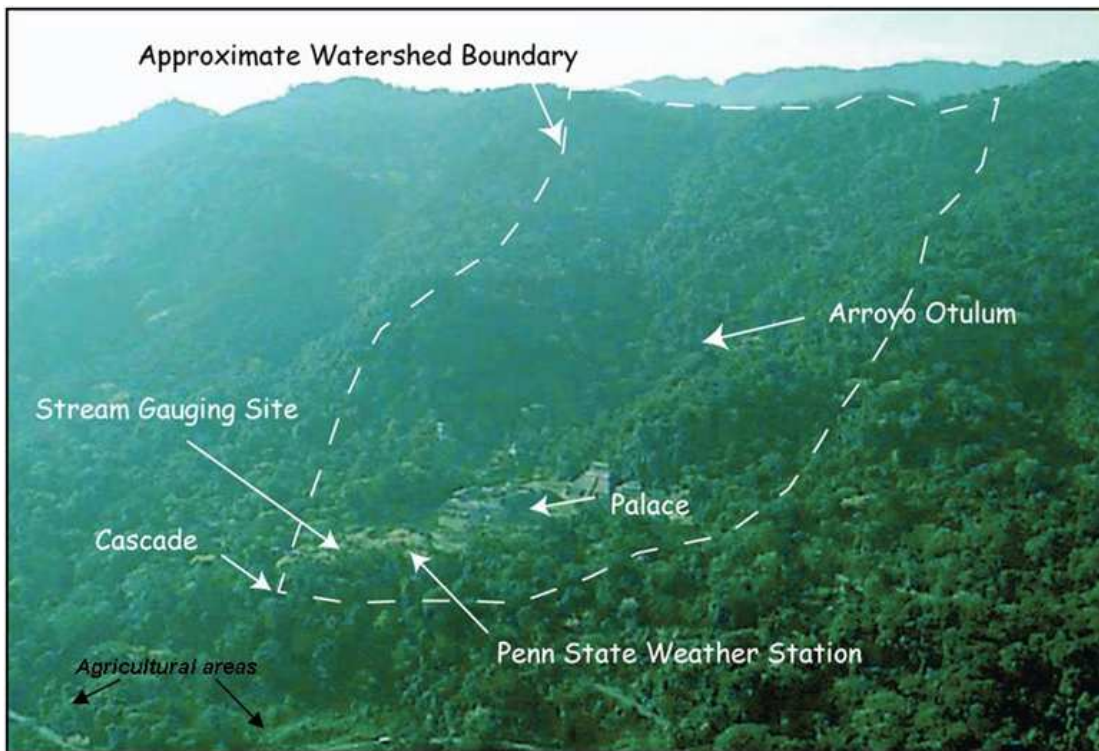 Approximate Watershed Boundary
Arroyo Otulum
Stream Gauging Site
Palace
Cascade
Penn State Weather Station
Agricultural areas